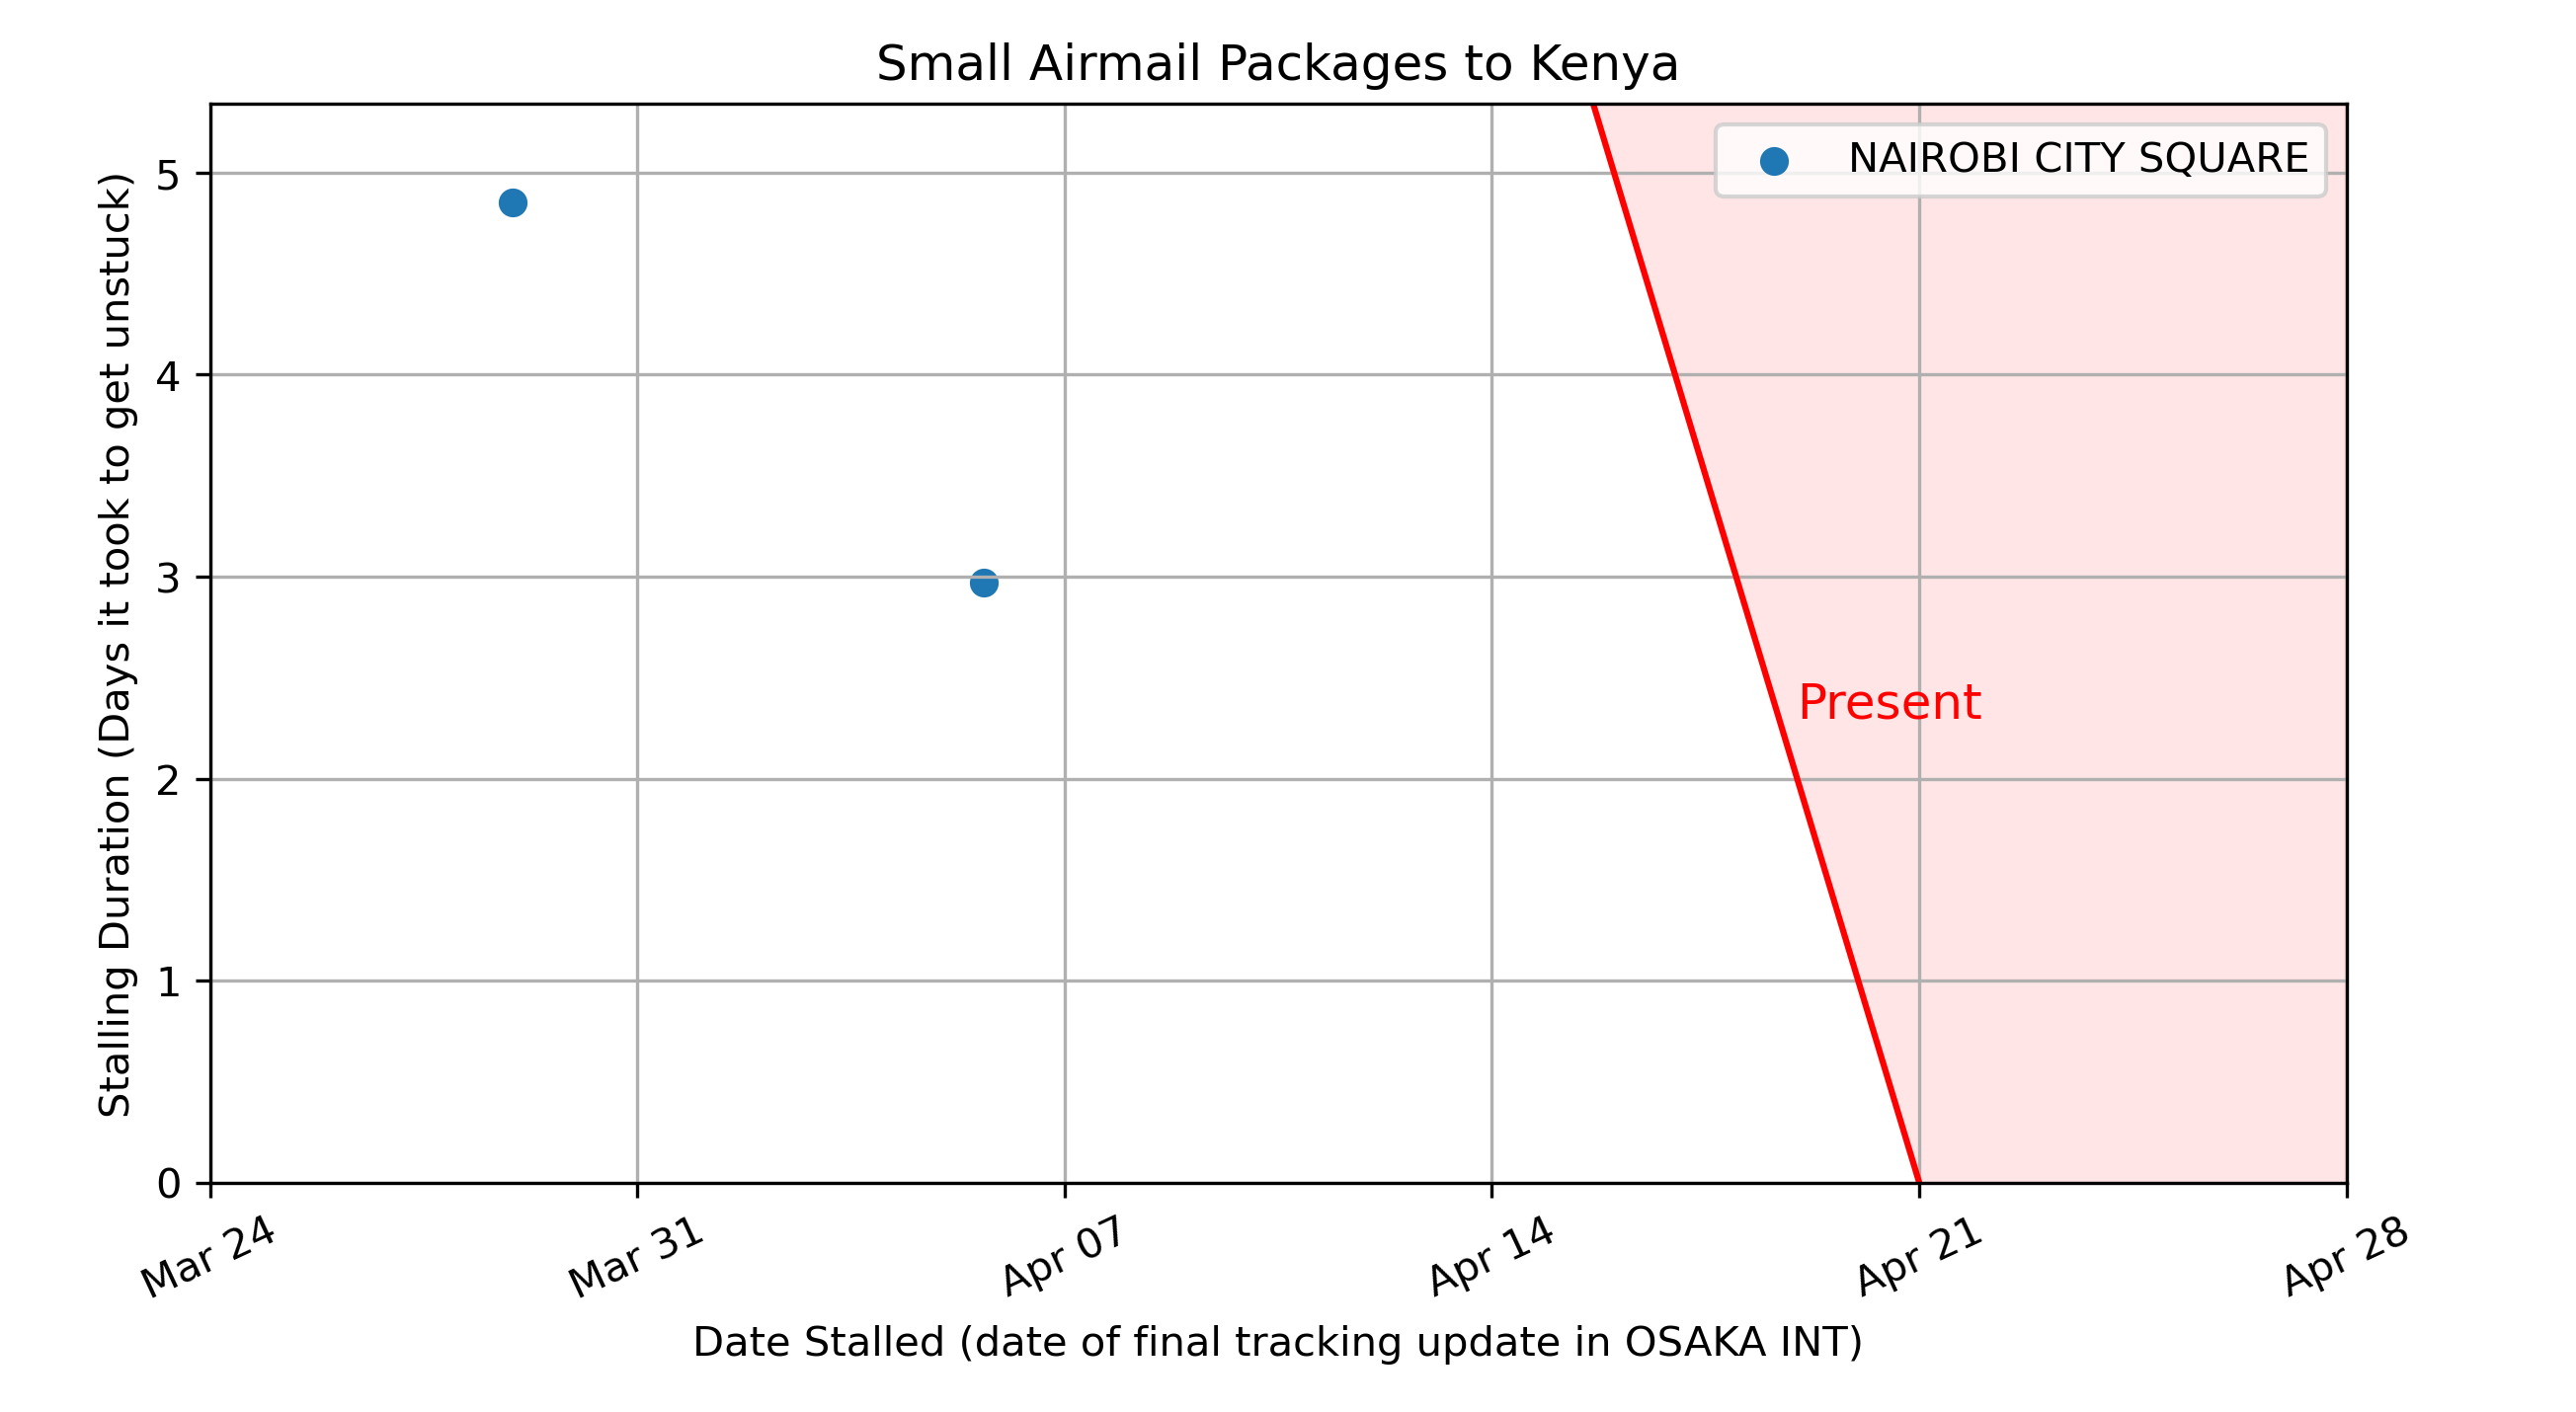 Small Airmail Packages to Kenya
NAIROBI CITY SQUARE
Present
Stalling Duration (Days it took to get unstuck)
5
4
3
2
1
0
Mar 24
Mar 31
Apr 07
Apr 14
Apr 21
Apr 28
Date Stalled (date of final tracking update in OSAKA INT)